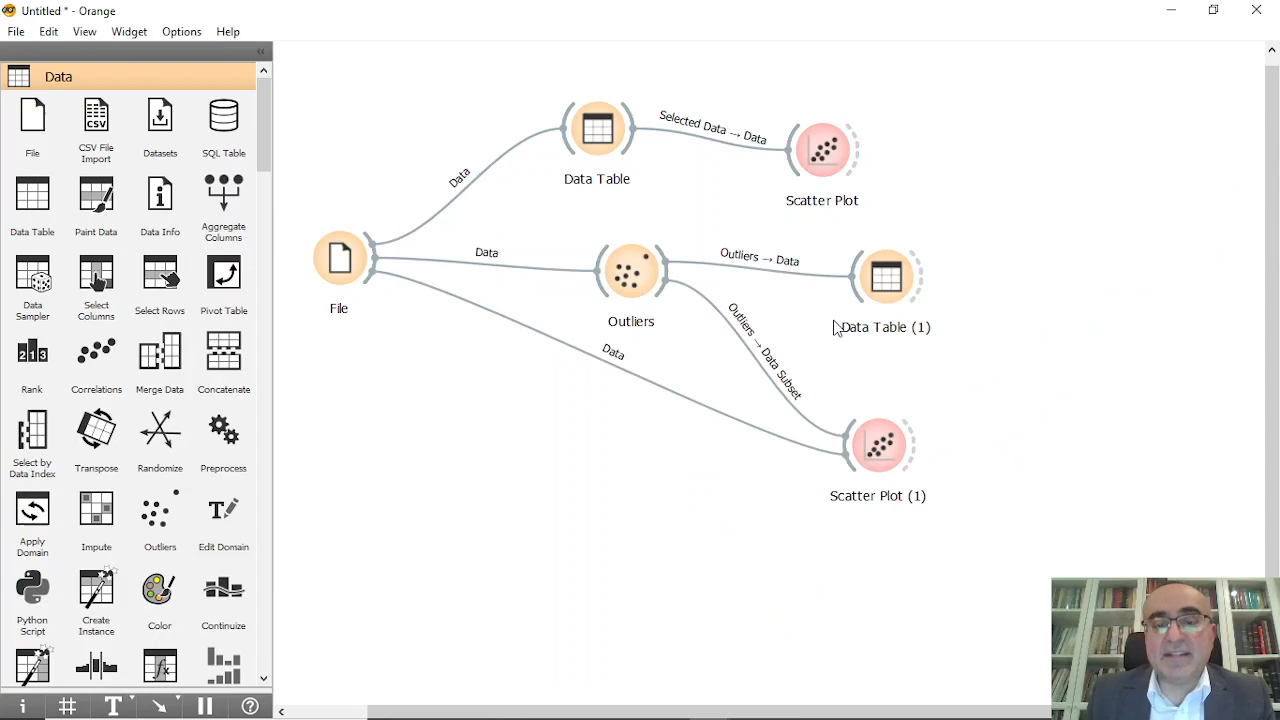 Untitled * - Orange
File Edit View Widget Options Help
Data
File
CSV File
Import
Datasets
SQL Table
Data Table
Paint Data
Data Info
Aggregate
Columns
Data
Sampler
Select
Columns
Select Rows
Pivot Table
1 2 3
Rank
Correlations
Merge Data
Concatenate
Select by
Data Index
Transpose
Randomize
Preprocess
Apply
Domain
Impute
Outliers
Edit Domain
Python
Script
Create
Instance
Color
Continuize
Data
Data Table
Selected Data → Data
Scatter Plot
File
Data
Outliers
Outliers → Data
Data Table (1)
Data
Outliers → Data Subset
Scatter Plot (1)